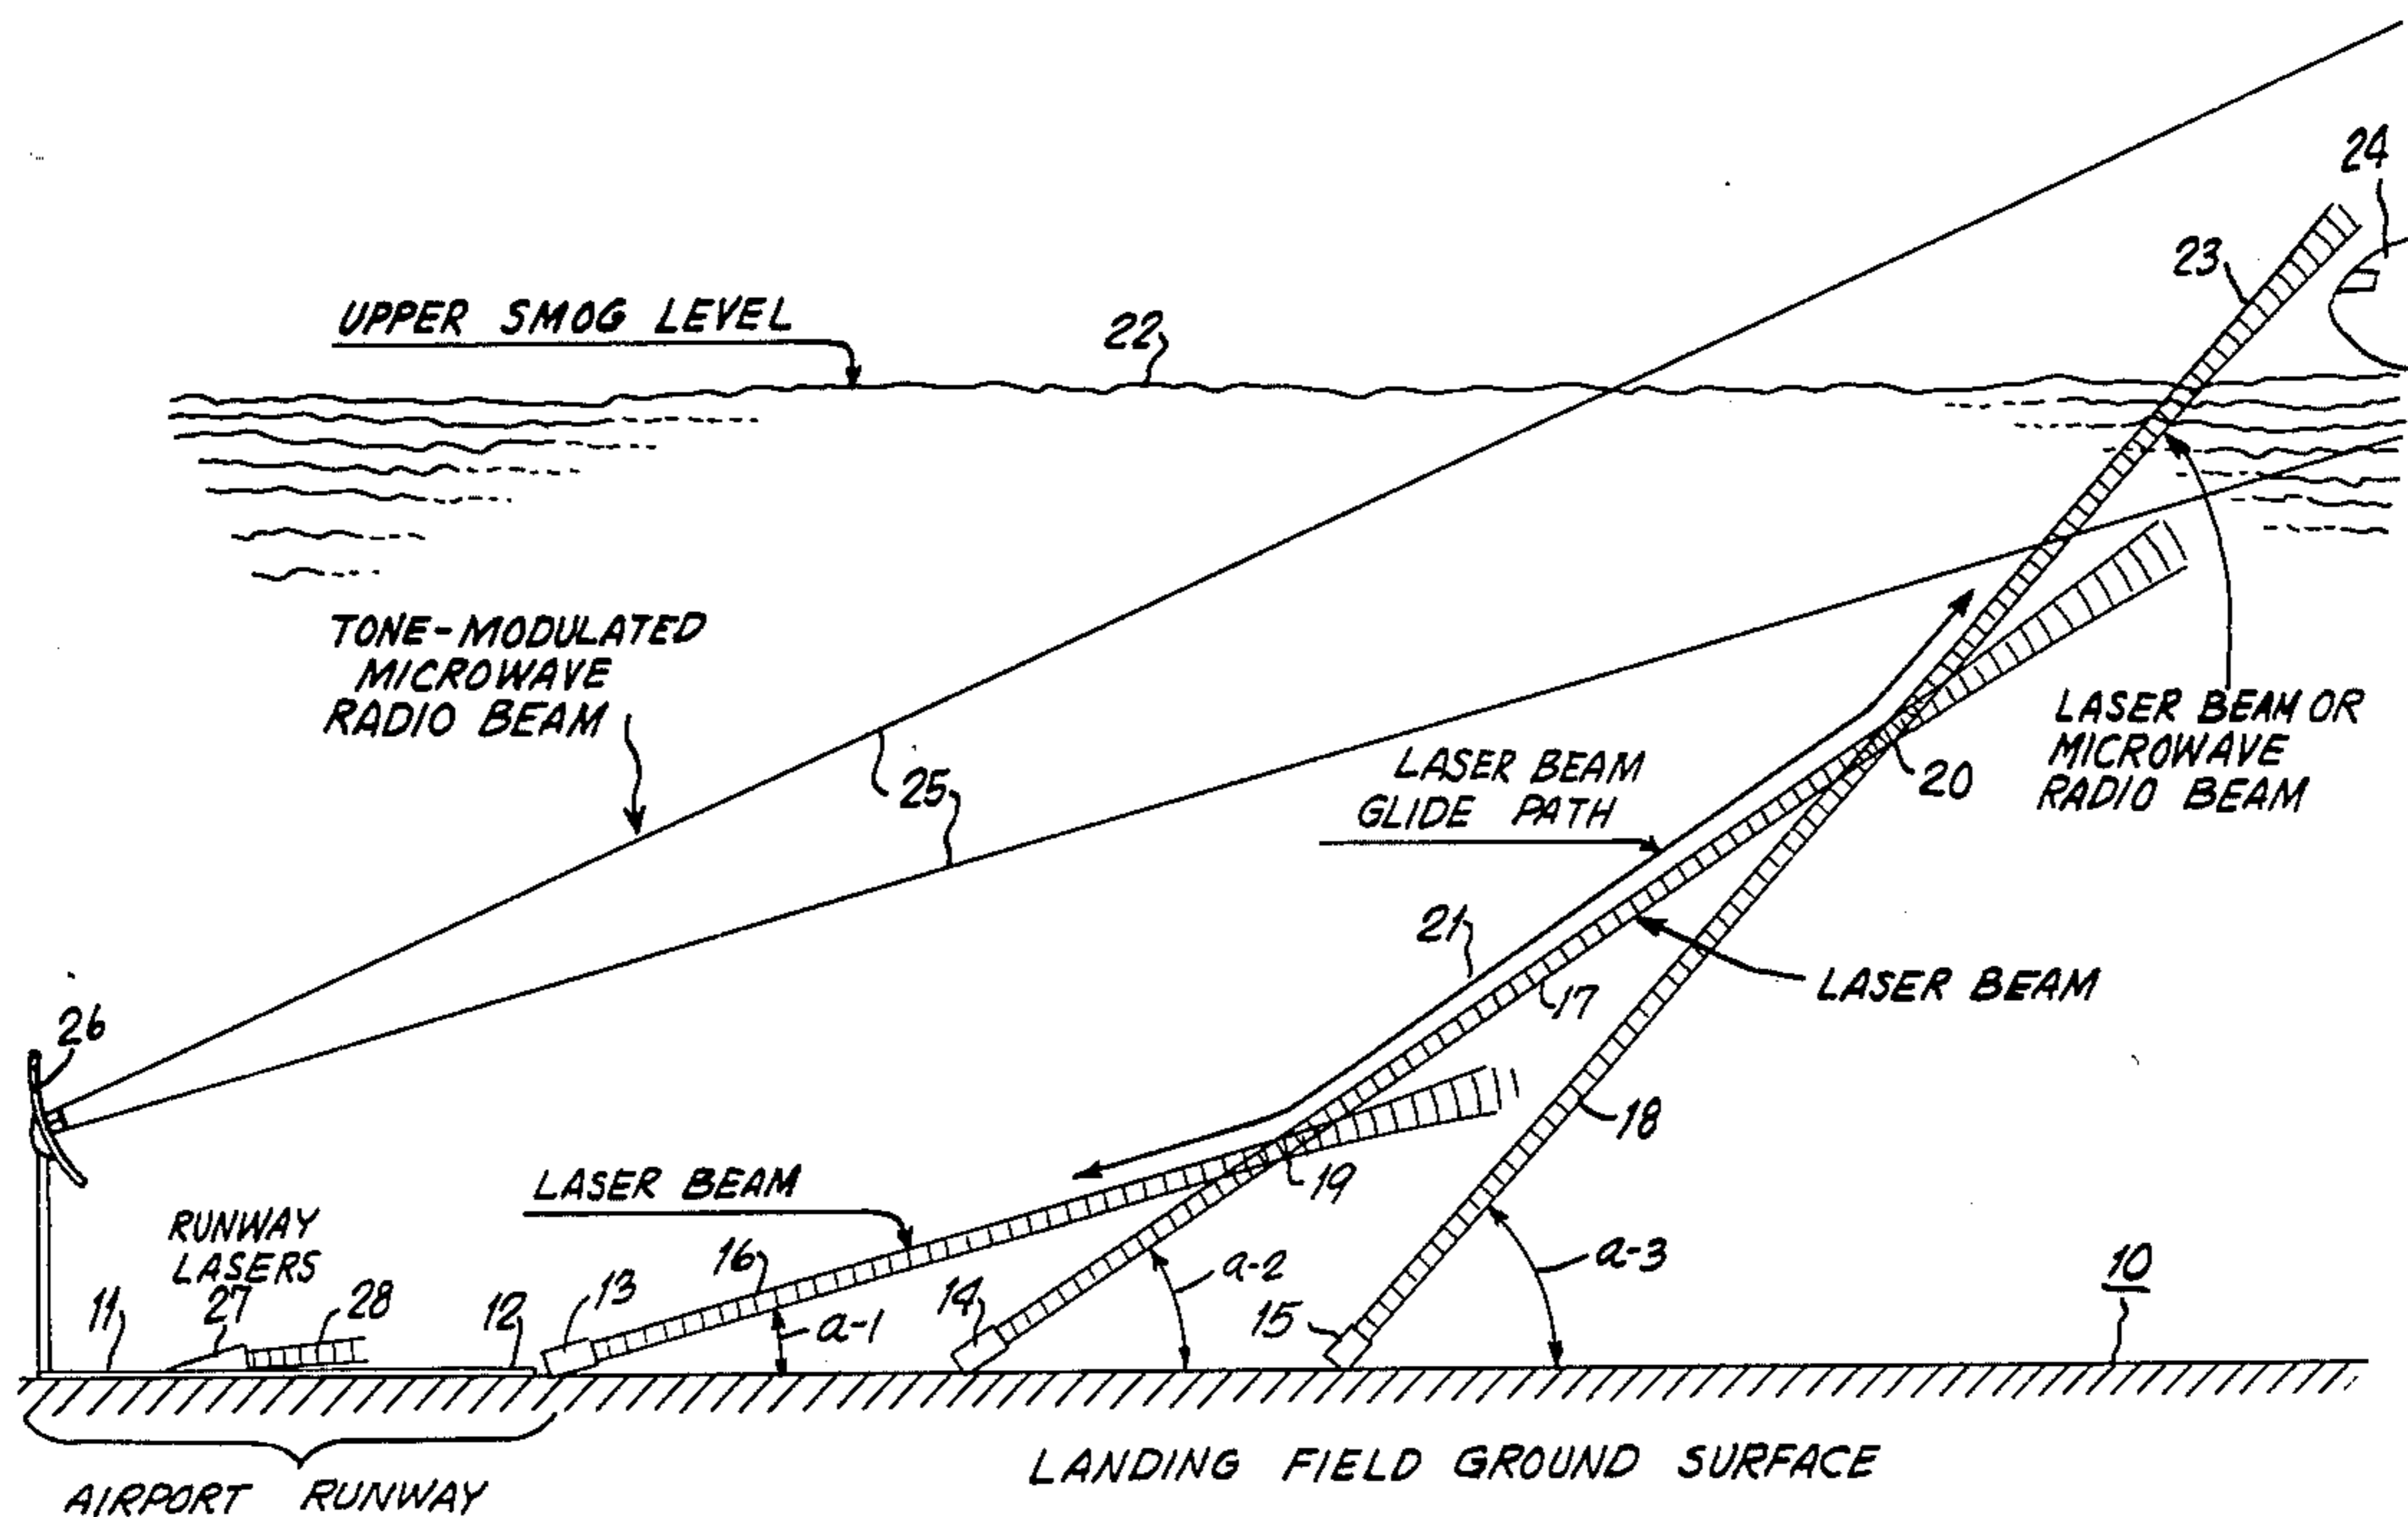 24
23
UPPER SMOG LEVEL
22
TONE-MODULATED
MICROWAVE
RADIO BEAM
25
LASER BEAM
GLIDE PATH
20
LASER BEAM OR
MICROWAVE
RADIO BEAM
21
17
LASER BEAM
26
18
19
LASER BEAM
RUNWAY
LASERS
27
28
11
12
13
16
a-1
14
a-2
15
a-3
10
AIRPORT RUNWAY
LANDING FIELD GROUND SURFACE